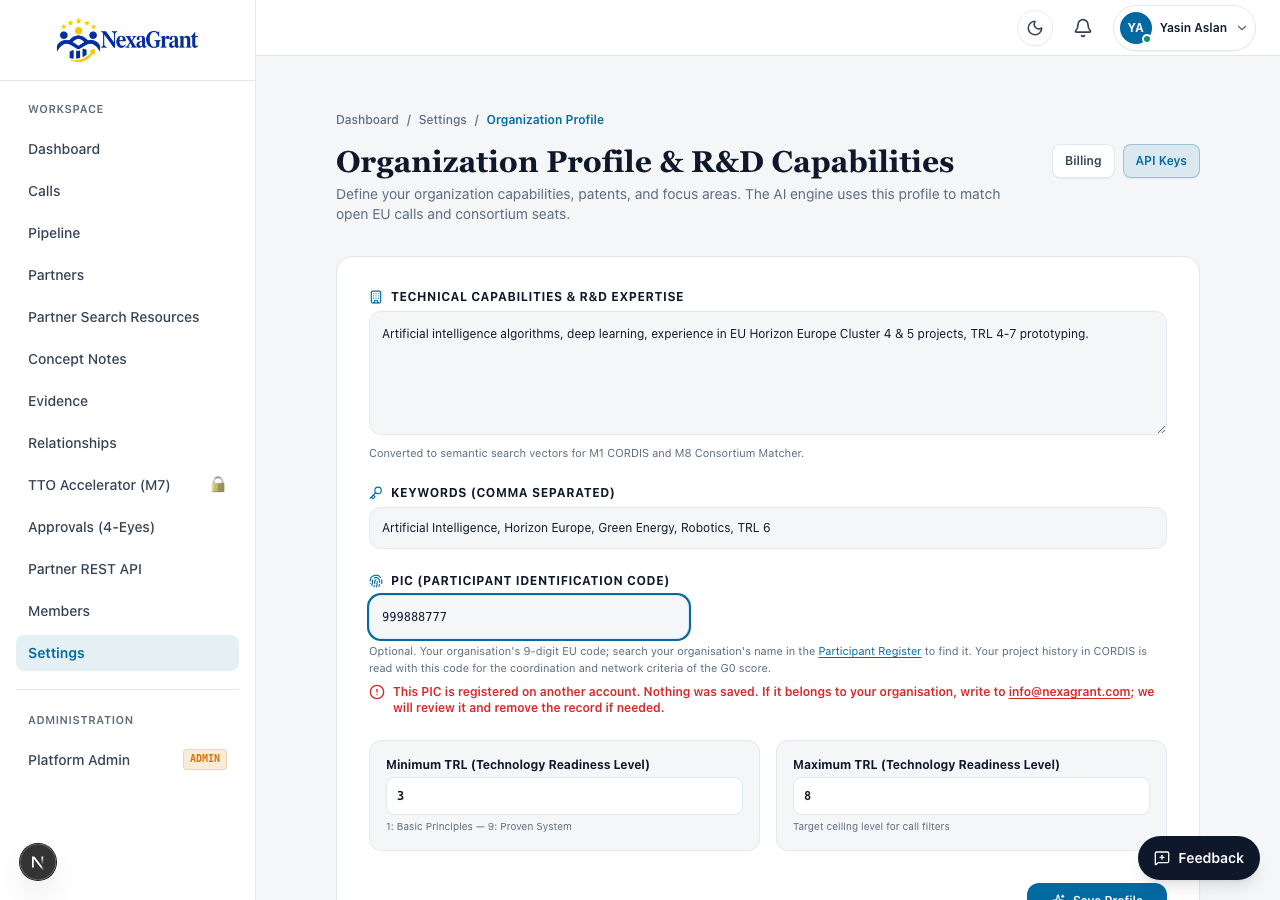 NexaGrant
YA
Yasin Aslan
WORKSPACE
Dashboard
Calls
Pipeline
Partners
Partner Search Resources
Concept Notes
Evidence
Relationships
TTO Accelerator (M7)
Approvals (4-Eyes)
Partner REST API
Members
Settings
ADMINISTRATION
Platform Admin
ADMIN
N
Dashboard / Settings / Organization Profile
Organization Profile & R&D Capabilities
Billing
API Keys
Define your organization capabilities, patents, and focus areas. The AI engine uses this profile to match
open EU calls and consortium seats.
TECHNICAL CAPABILITIES & R&D EXPERTISE
Artificial intelligence algorithms, deep learning, experience in EU Horizon Europe Cluster 4 & 5 projects, TRL 4-7 prototyping.
Converted to semantic search vectors for M1 CORDIS and M8 Consortium Matcher.
KEYWORDS (COMMA SEPARATED)
Artificial Intelligence, Horizon Europe, Green Energy, Robotics, TRL 6
PIC (PARTICIPANT IDENTIFICATION CODE)
999888777
Optional. Your organisation's 9-digit EU code; search your organisation's name in the Participant Register to find it. Your project history in CORDIS is
read with this code for the coordination and network criteria of the G0 score.
This PIC is registered on another account. Nothing was saved. If it belongs to your organisation, write to info@nexagrant.com; we
will review it and remove the record if needed.
Minimum TRL (Technology Readiness Level)
3
1: Basic Principles — 9: Proven System
Maximum TRL (Technology Readiness Level)
8
Target ceiling level for call filters
Feedback
Save Profile